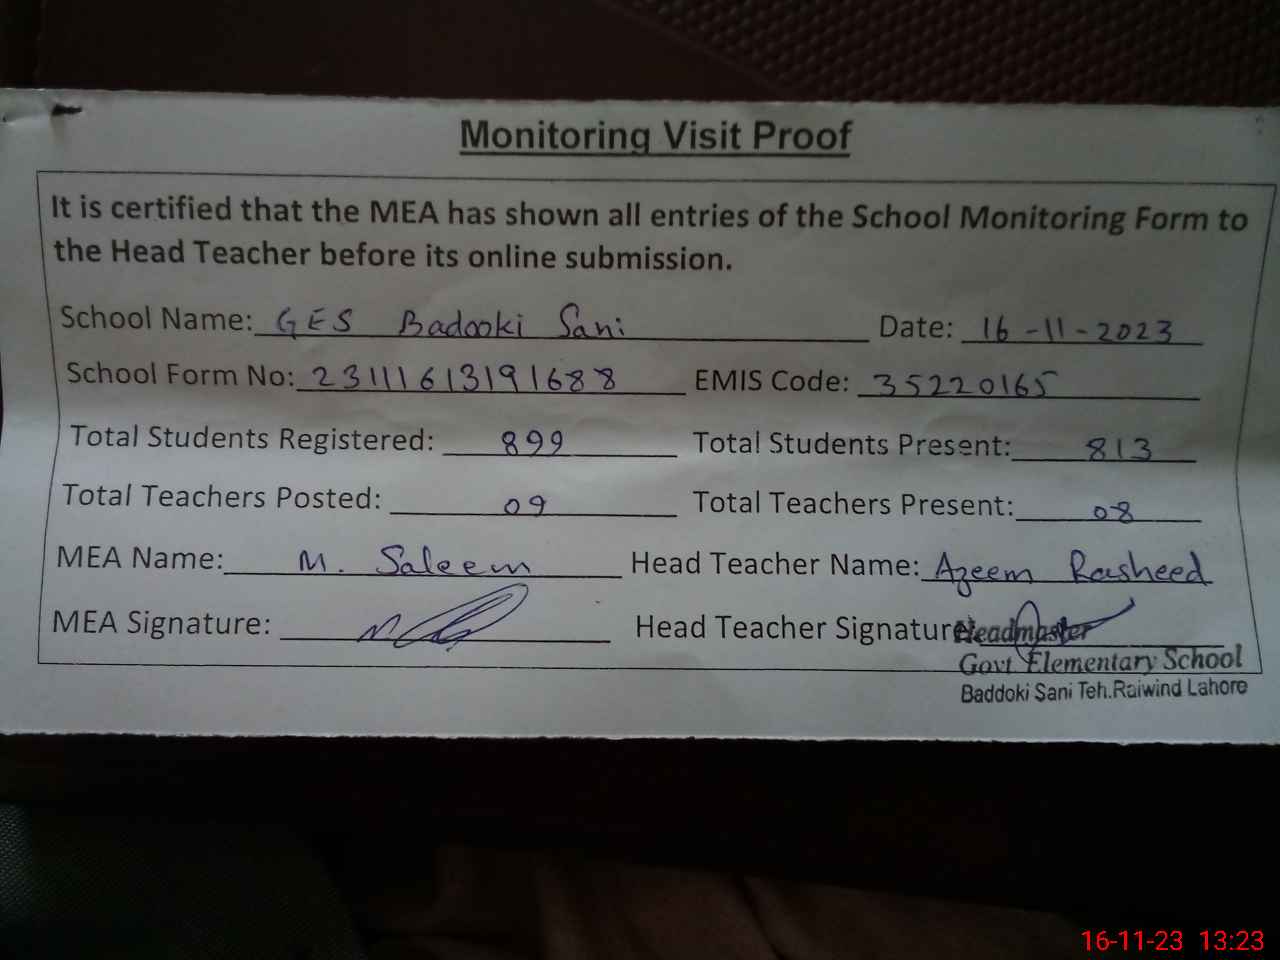 Monitoring Visit Proof
It is certified that the MEA has shown all entries of the School Monitoring Form to
the Head Teacher before its online submission.
School Name: GES Badooki Sani Date: 16-11-2023
School Form No: 23111613191688 EMIS Code: 35220165
Total Students Registered: 899 Total Students Present: 813
Total Teachers Posted: 09 Total Teachers Present: 08
MEA Name: M. Saleem Head Teacher Name: Azeem Rasheed
MEA Signature: Head Teacher Signature:
Headmaster
Govt Elementary School
Baddoki Sani Teh.Raiwind Lahore
16-11-23 13:23